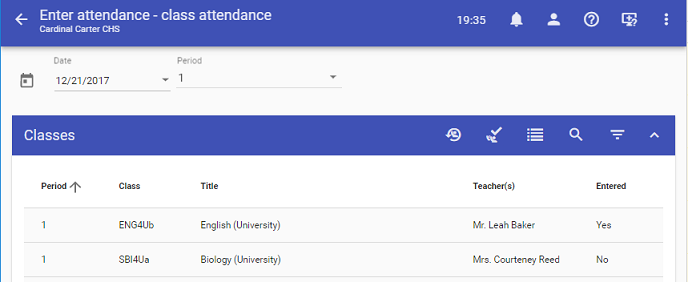 Enter attendance - class attendance
Cardinal Carter CHS
19:35
Date
Period
12/21/2017
1
Classes
Period Class Title Teacher(s) Entered
1 ENG4Ub English (University) Mr. Leah Baker Yes
1 SBI4Ua Biology (University) Mrs. Courteney Reed No